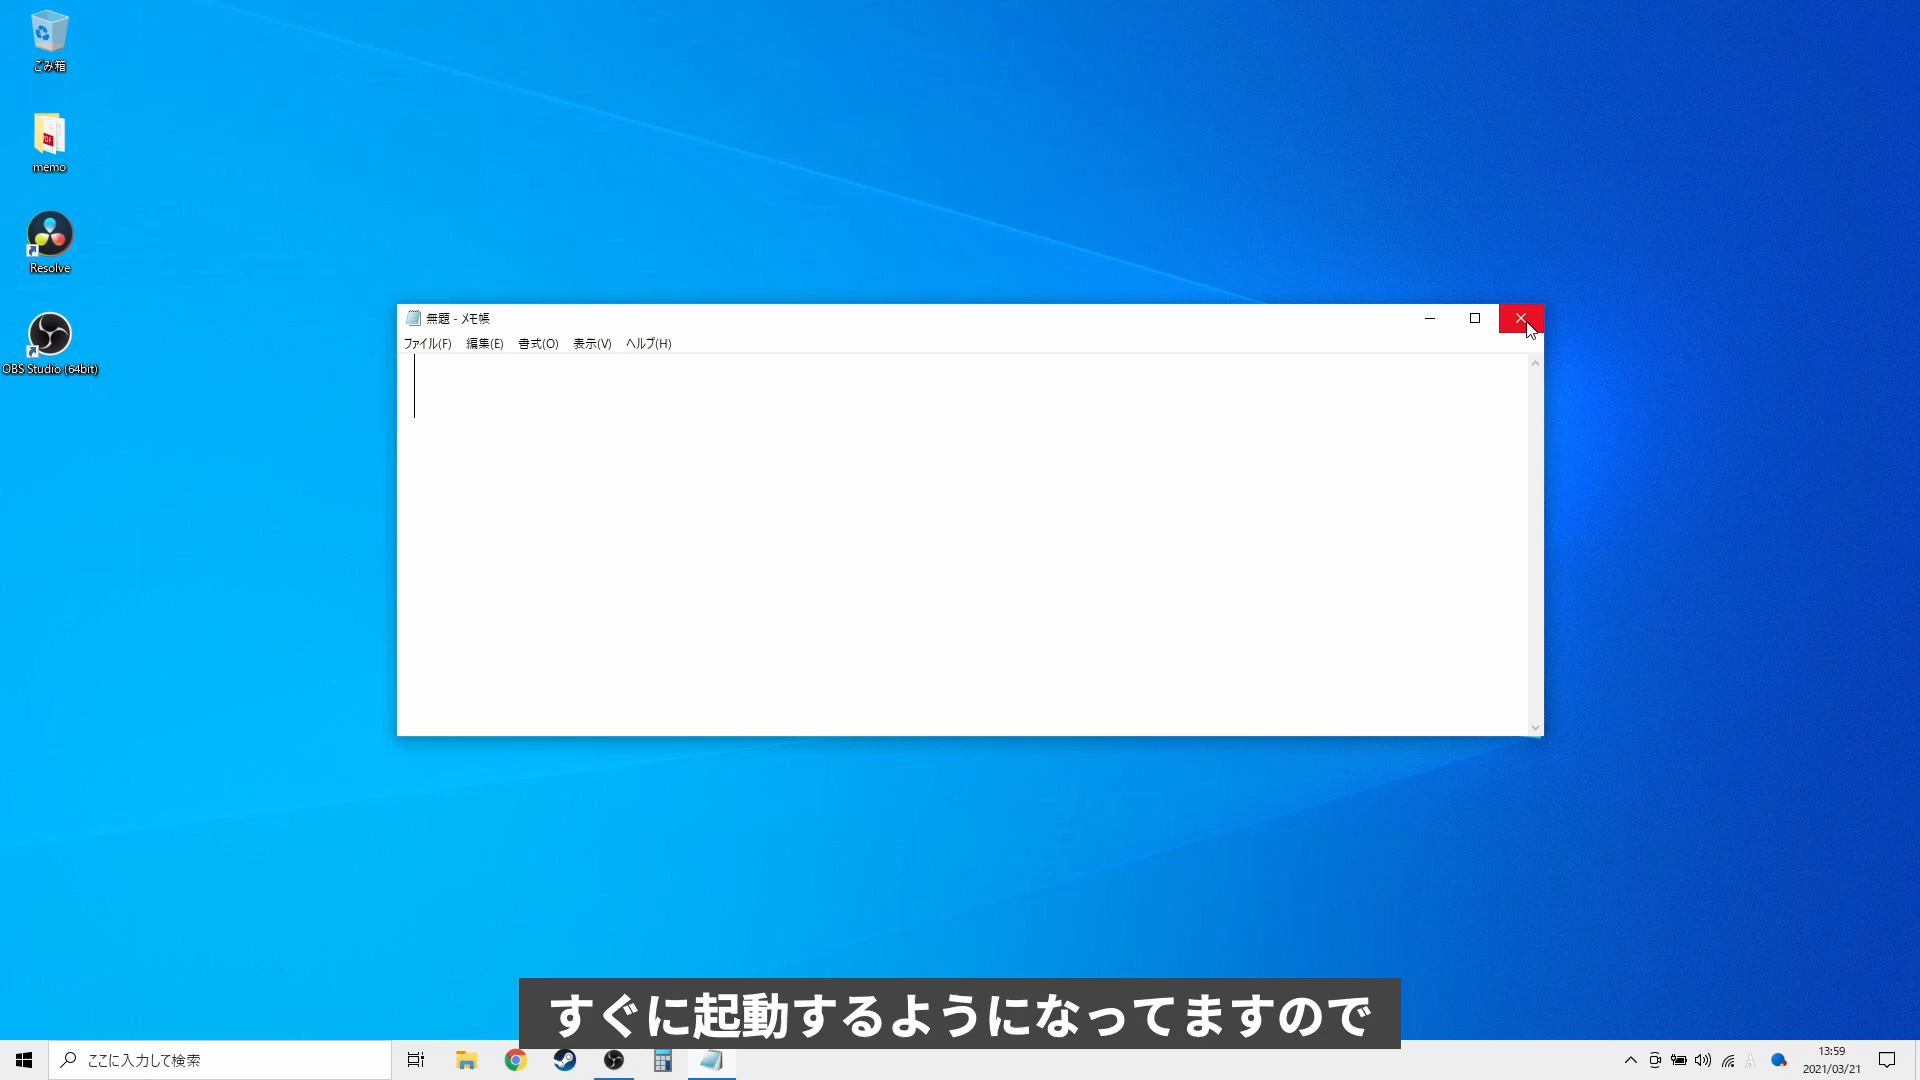 ごみ箱
memo
Resolve
OBS Studio (64bit)
無題 - メモ帳
ファイル(F) 編集(E) 書式(O) 表示(V) ヘルプ(H)
すぐに起動するようになってますので
ここに入力して検索
A
13:59
2021/03/21